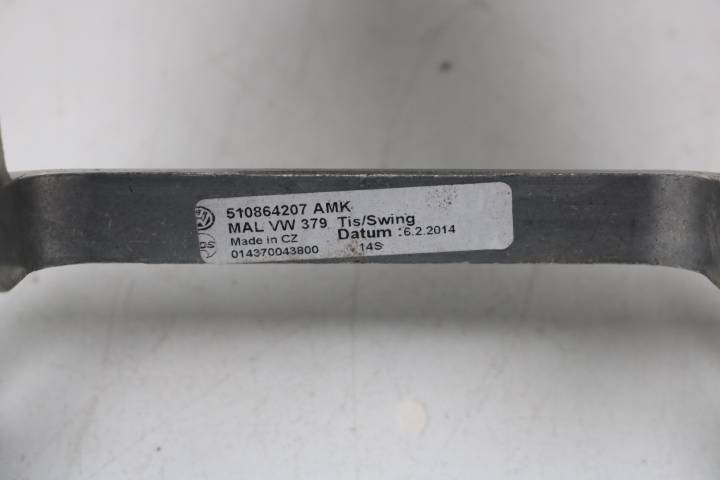 510864207 AMK
MAL VW 379 Tis/Swing
Made in CZ Datum :6.2.2014
014370043800 14S